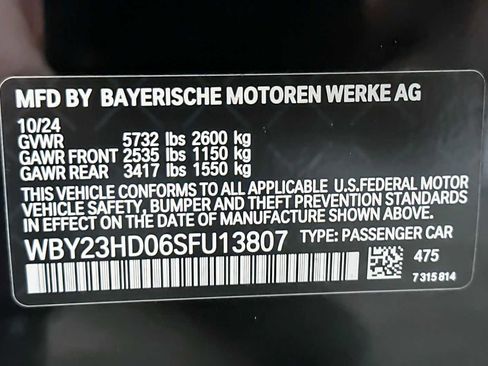 MFD BY BAYERISCHE MOTOREN WERKE AG
10/24
GVWR 5732 lbs 2600 kg
GAWR FRONT 2535 lbs 1150 kg
GAWR REAR 3417 lbs 1550 kg
THIS VEHICLE CONFORMS TO ALL APPLICABLE U.S.FEDERAL MOTOR
VEHICLE SAFETY, BUMPER AND THEFT PREVENTION STANDARDS
IN EFFECT ON THE DATE OF MANUFACTURE SHOWN ABOVE.
WBY23HD06SFU13807 TYPE: PASSENGER CAR
475
7 315 814